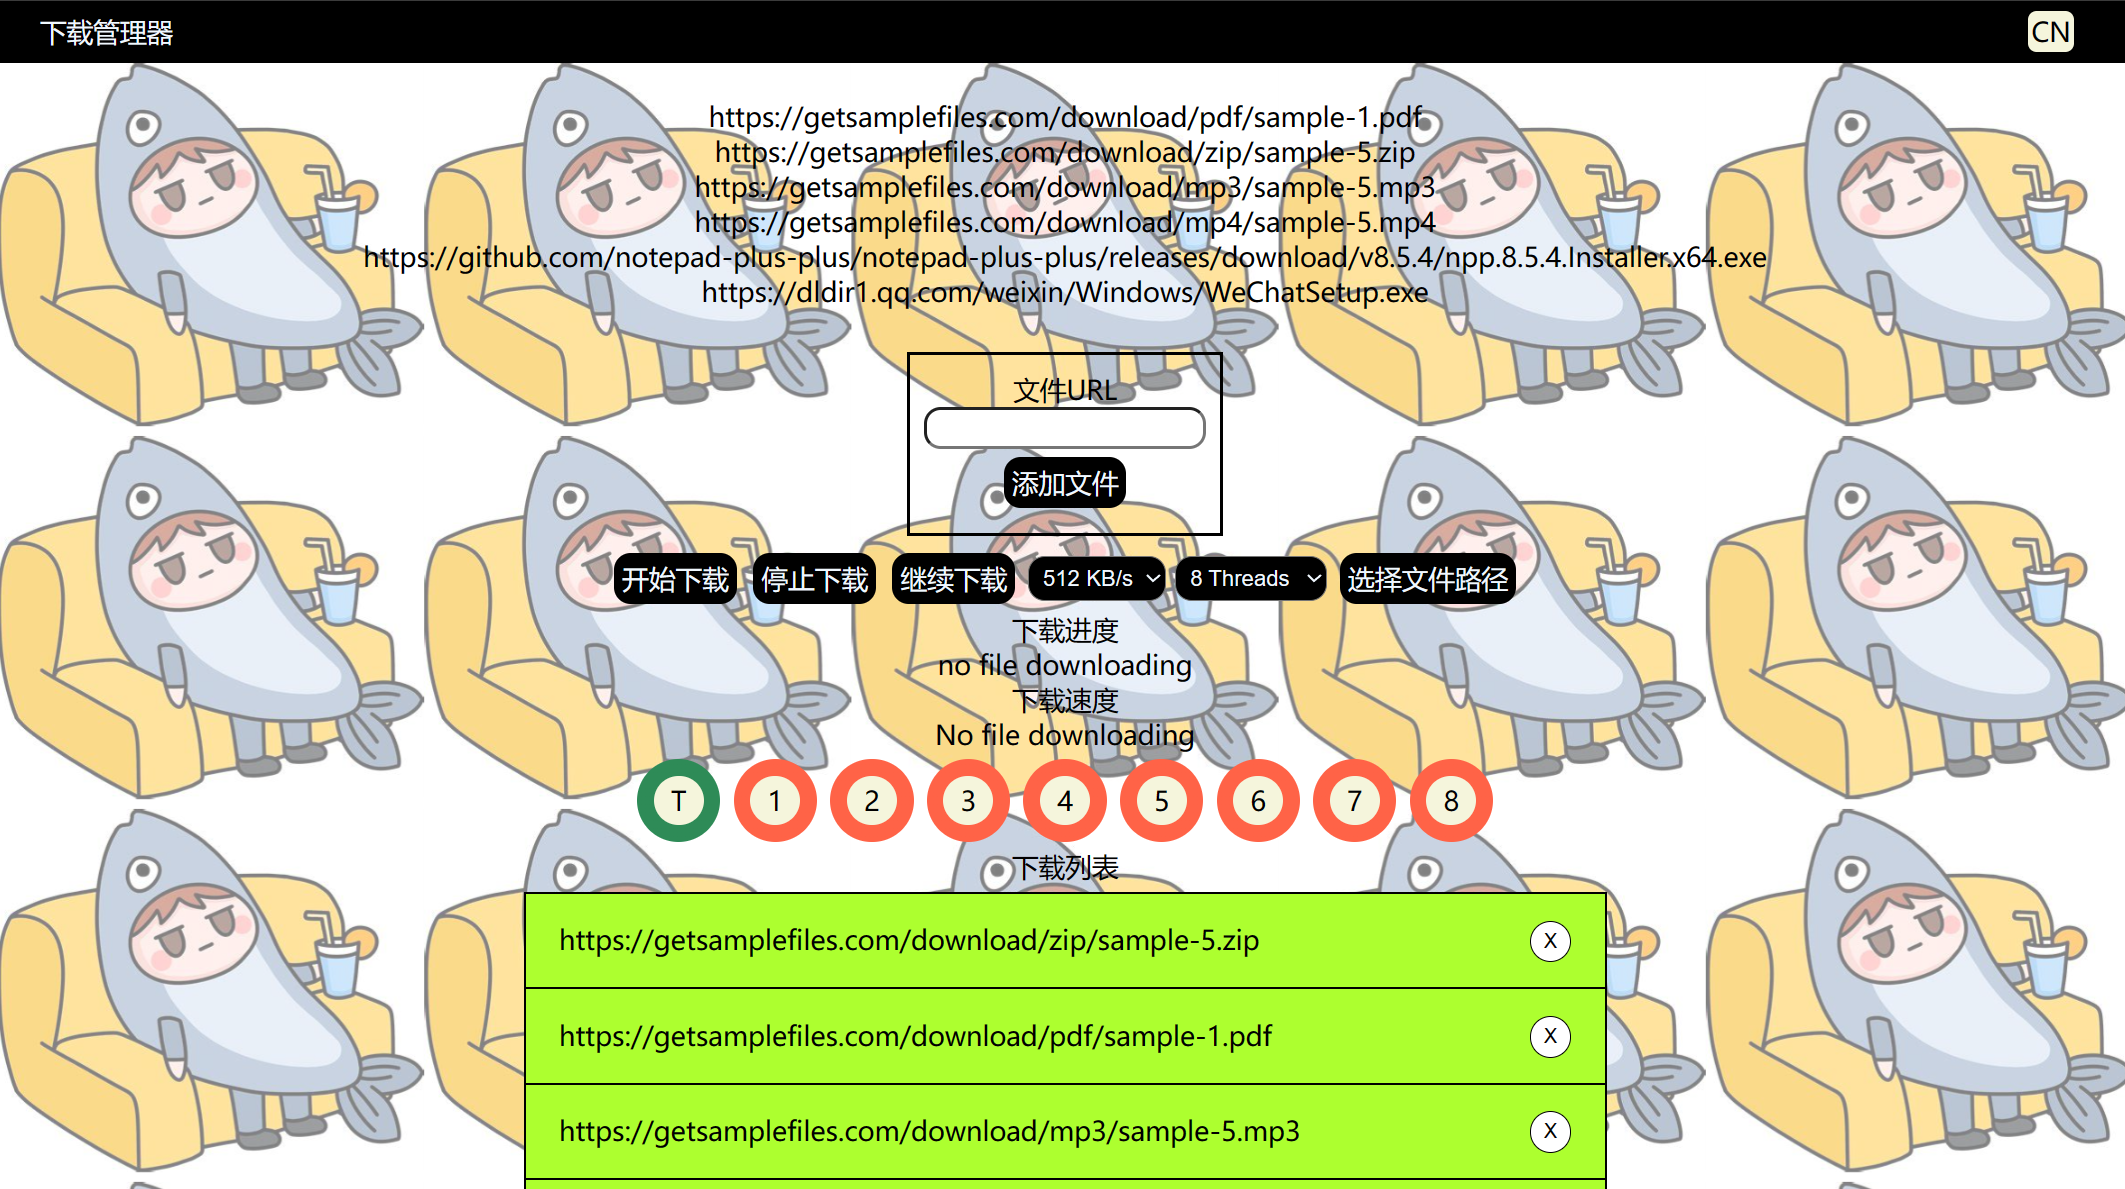 下载管理器
CN
https://getsamplefiles.com/download/pdf/sample-1.pdf
https://getsamplefiles.com/download/zip/sample-5.zip
https://getsamplefiles.com/download/mp3/sample-5.mp3
https://getsamplefiles.com/download/mp4/sample-5.mp4
https://github.com/notepad-plus-plus/notepad-plus-plus/releases/download/v8.5.4/npp.8.5.4.Installer.x64.exe
https://dldir1.qq.com/weixin/Windows/WeChatSetup.exe
文件URL
添加文件
开始下载 停止下载 继续下载 512 KB/s 8 Threads 选择文件路径
下载进度
no file downloading
下载速度
No file downloading
T 1 2 3 4 5 6 7 8
下载列表
https://getsamplefiles.com/download/zip/sample-5.zip X
https://getsamplefiles.com/download/pdf/sample-1.pdf X
https://getsamplefiles.com/download/mp3/sample-5.mp3 X